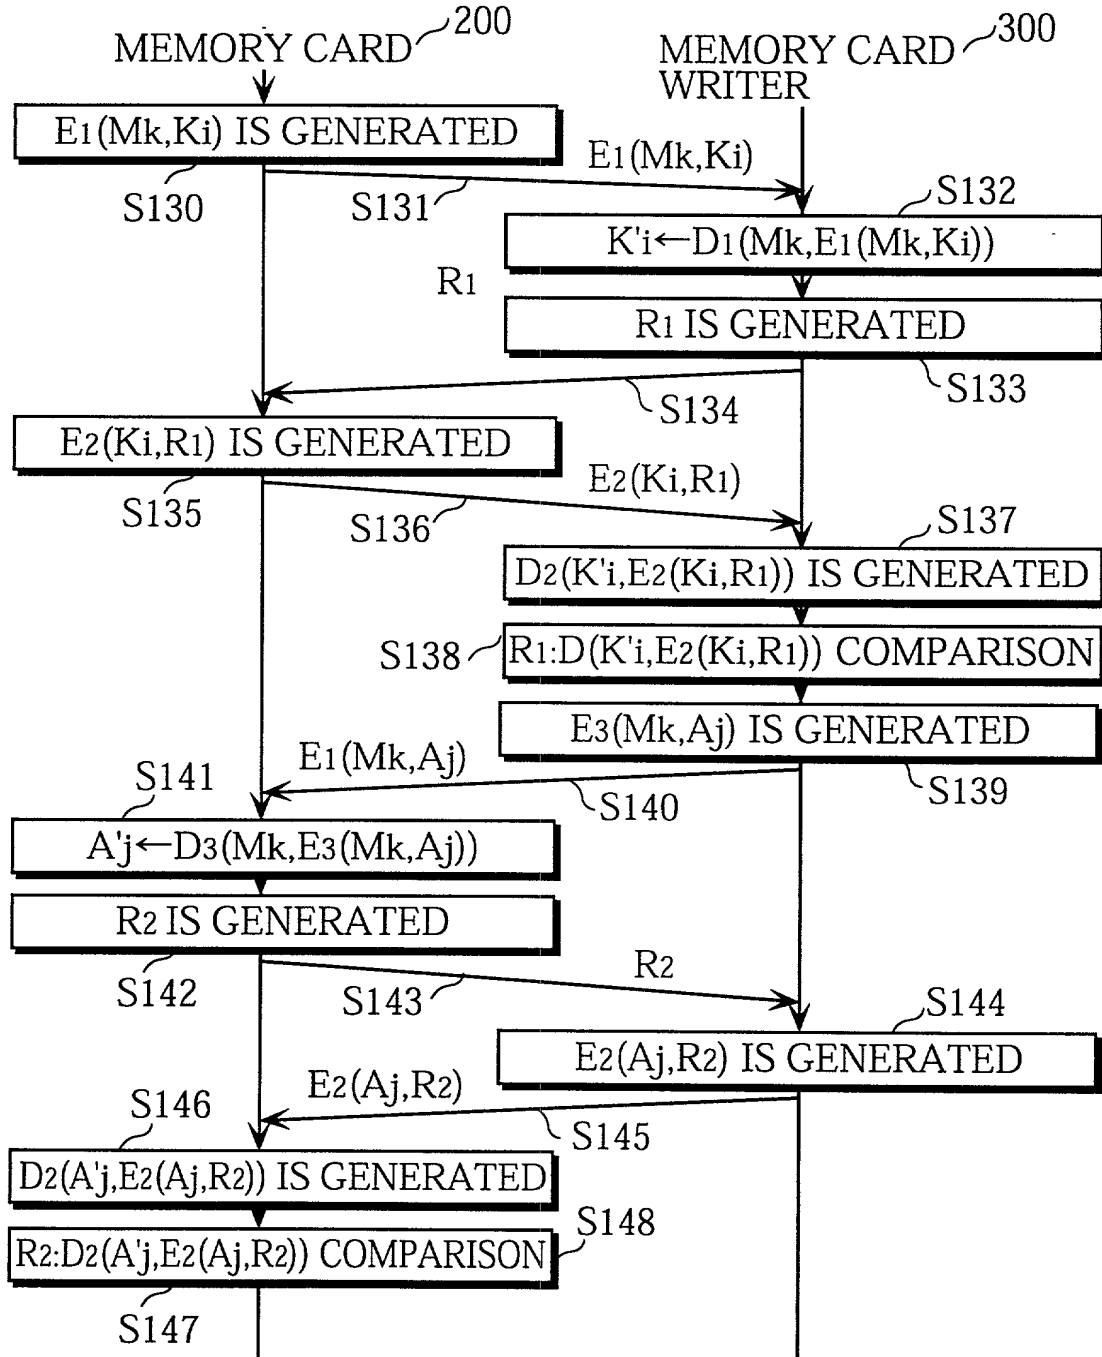 MEMORY CARD 200
MEMORY CARD 300
WRITER
E1(Mk,Ki) IS GENERATED
E1(Mk,Ki)
S130
S131
S132
K'i←D1(Mk,E1(Mk,Ki))
R1
R1 IS GENERATED
S133
S134
E2(Ki,R1) IS GENERATED
E2(Ki,R1)
S135
S136
S137
D2(K'i,E2(Ki,R1)) IS GENERATED
S138
R1:D(K'i,E2(Ki,R1)) COMPARISON
E3(Mk,Aj) IS GENERATED
E1(Mk,Aj)
S139
S140
S141
A'j←D3(Mk,E3(Mk,Aj))
R2 IS GENERATED
R2
S142
S143
S144
E2(Aj,R2) IS GENERATED
E2(Aj,R2)
S145
S146
D2(A'j,E2(Aj,R2)) IS GENERATED
S148
R2:D2(A'j,E2(Aj,R2)) COMPARISON
S147